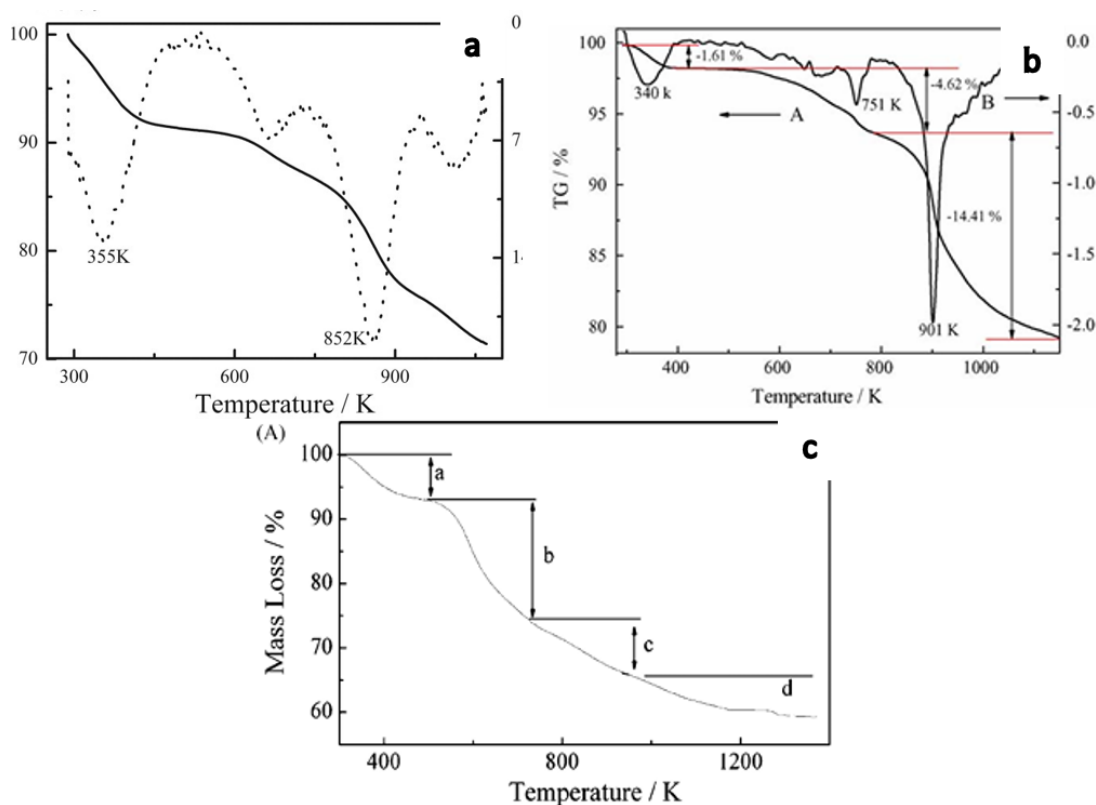 a
0
100
90
80
70
7
1
355K
852K
300
600
900
Temperature / K
b
100
95
90
85
80
TG / %
0.0
-0.5
-1.0
-1.5
-2.0
-1.61 %
340 k
751 K
-4.62 %
A
B
-14.41 %
901 K
400
600
800
1000
Temperature / K
(A)
c
100
90
80
70
60
Mass Loss / %
a
b
c
d
400
800
1200
Temperature / K